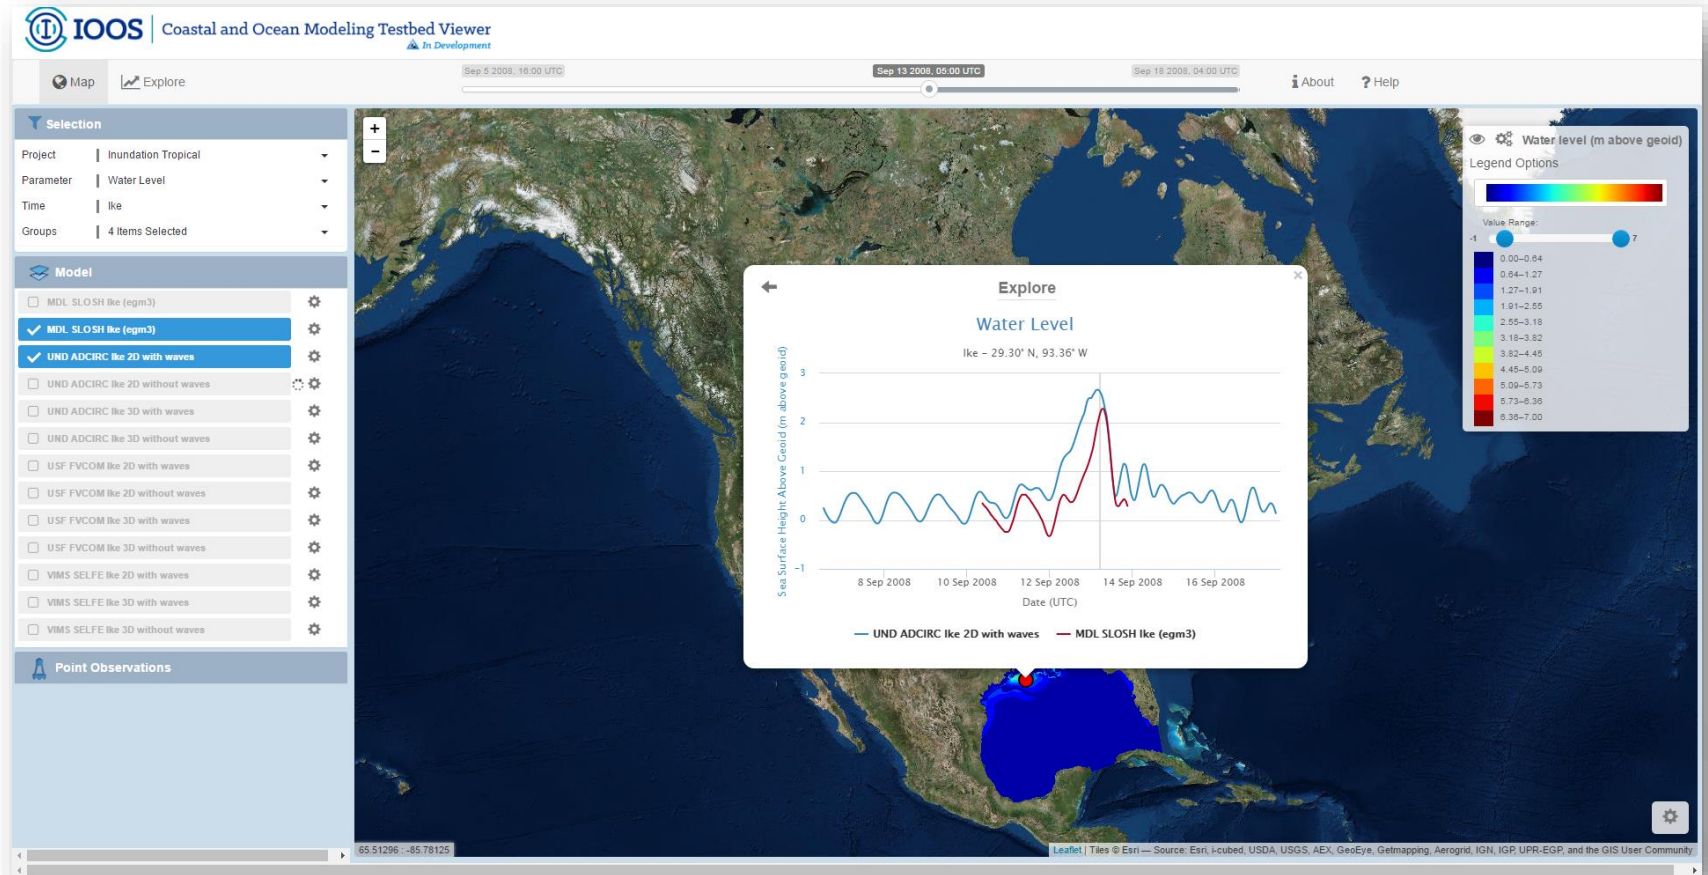 IOOS Coastal and Ocean Modeling Testbed Viewer
In Development
Map
Explore
Sep 5 2008, 16:00 UTC
Sep 13 2008, 05:00 UTC
Sep 18 2008, 04:00 UTC
About
? Help
Selection
Project Inundation Tropical
Parameter Water Level
Time Ike
Groups 4 Items Selected
Model
MDL SLOSH Ike (egm3)
MDL SLOSH Ike (egm3)
UND ADCIRC Ike 2D with waves
UND ADCIRC Ike 2D without waves
UND ADCIRC Ike 3D with waves
UND ADCIRC Ike 3D without waves
USF FVCOM Ike 2D with waves
USF FVCOM Ike 2D without waves
USF FVCOM Ike 3D with waves
USF FVCOM Ike 3D without waves
VIMS SELFE Ike 2D with waves
VIMS SELFE Ike 3D with waves
VIMS SELFE Ike 3D without waves
Point Observations
+
-
Explore
×
Water Level
Ike - 29.30° N, 93.36° W
Sea Surface Height Above Geoid (m above geoid)
3
2
1
0
-1
8 Sep 2008
10 Sep 2008
12 Sep 2008
14 Sep 2008
16 Sep 2008
Date (UTC)
UND ADCIRC Ike 2D with waves
MDL SLOSH Ike (egm3)
Water level (m above geoid)
Legend Options
Value Range:
-1
7
0.00–0.64
0.64–1.27
1.27–1.91
1.91–2.55
2.55–3.18
3.18–3.82
3.82–4.45
4.45–5.09
5.09–5.73
5.73–6.36
6.36–7.00
65.51296 : -85.78125
Leaflet | Tiles © Esri — Source: Esri, i-cubed, USDA, USGS, AEX, GeoEye, Getmapping, Aerogrid, IGN, IGP, UPR-EGP, and the GIS User Community